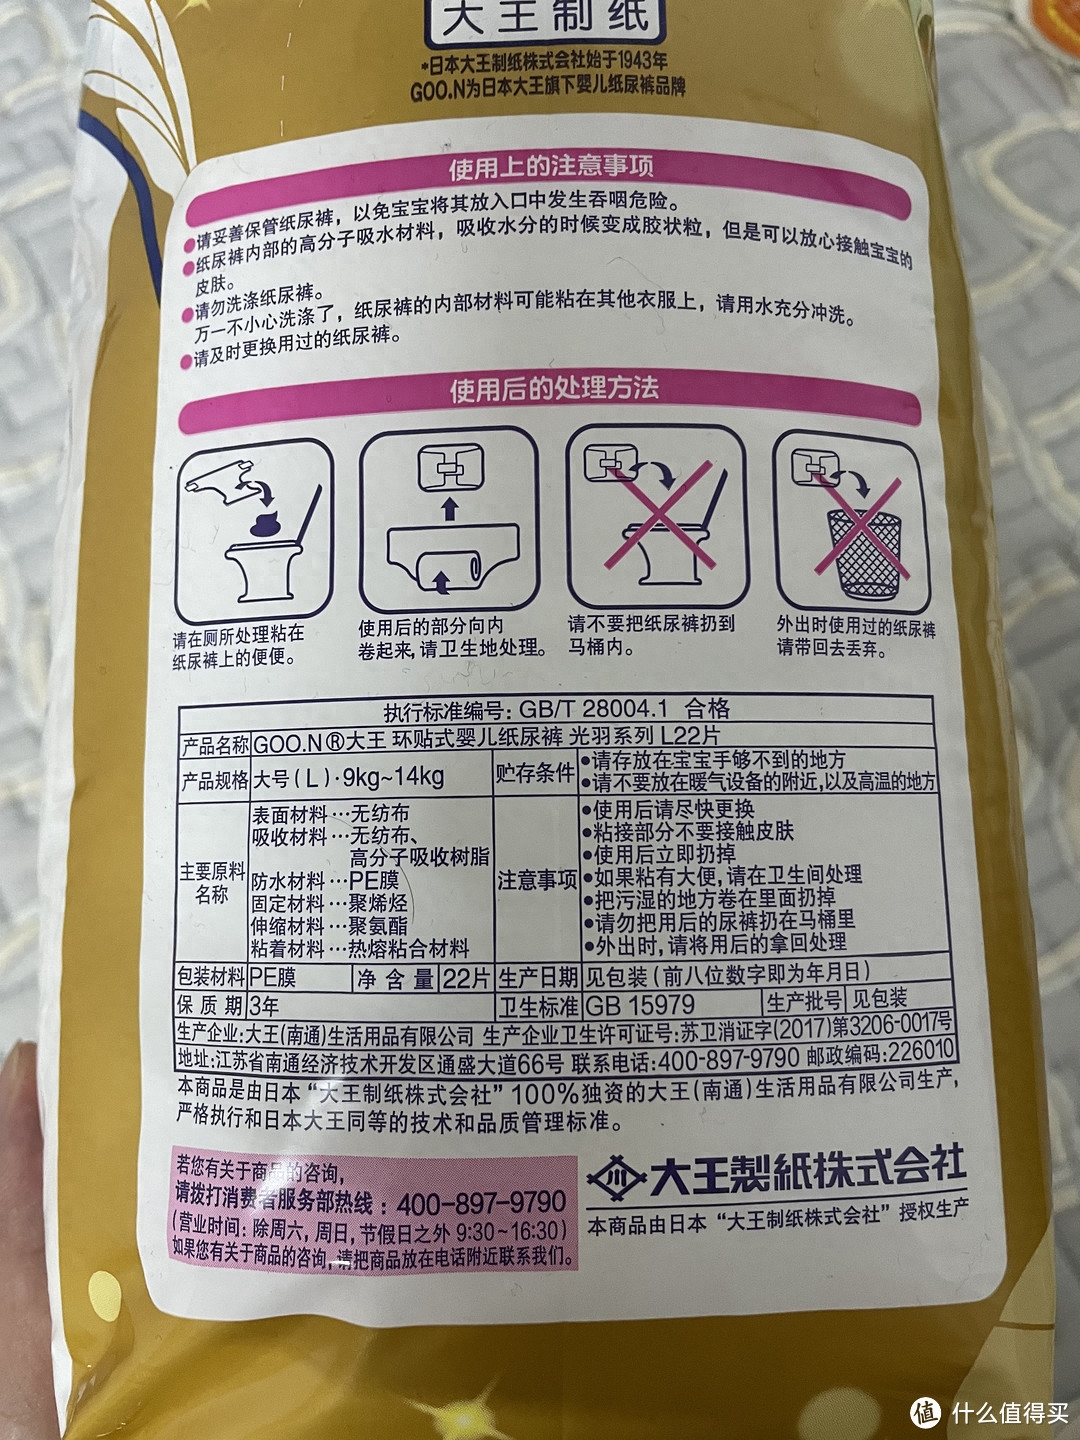 大王制纸
*日本大王制纸株式会社始于1943年
GOO.N为日本大王旗下婴儿纸尿裤品牌
使用上的注意事项
●请妥善保管纸尿裤，以免宝宝将其放入口中发生吞咽危险。
●纸尿裤内部的高分子吸水材料，吸收水分的时候变成胶状粒，但是可以放心接触宝宝的
皮肤。
●请勿洗涤纸尿裤。
万一不小心洗涤了，纸尿裤的内部材料可能粘在其他衣服上，请用水充分冲洗。
●请及时更换用过的纸尿裤。
使用后的处理方法
请在厕所处理粘在
纸尿裤上的便便。
使用后的部分向内
卷起来,请卫生地处理。
请不要把纸尿裤扔到
马桶内。
外出时使用过的纸尿裤
请带回去丢弃。
执行标准编号: GB/T 28004.1 合格
产品名称 GOO.N®大王 环贴式婴儿纸尿裤 光羽系列 L22片
产品规格 大号(L)·9kg~14kg
贮存条件
●请存放在宝宝手够不到的地方
●请不要放在暖气设备的附近,以及高温的地方
主要原料
名称
表面材料…无纺布
吸收材料…无纺布、
高分子吸收树脂
防水材料…PE膜
固定材料…聚烯烃
伸缩材料…聚氨酯
粘着材料…热熔粘合材料
注意事项
●使用后请尽快更换
●粘接部分不要接触皮肤
●使用后立即扔掉
●如果粘有大便,请在卫生间处理
●把污湿的地方卷在里面扔掉
●请勿把用后的尿裤扔在马桶里
●外出时,请将用后的拿回处理
包装材料 PE膜 净含量 22片 生产日期 见包装(前八位数字即为年月日)
保质期 3年 卫生标准 GB 15979 生产批号 见包装
生产企业:大王(南通)生活用品有限公司 生产企业卫生许可证号:苏卫消证字(2017)第3206-0017号
地址:江苏省南通经济技术开发区通盛大道66号 联系电话:400-897-9790 邮政编码:226010
本商品是由日本“大王制纸株式会社”100%独资的大王(南通)生活用品有限公司生产,
严格执行和日本大王同等的技术和品质管理标准。
若您有关于商品的咨询,
请拨打消费者服务部热线：400-897-9790
(营业时间: 除周六, 周日, 节假日之外 9:30~16:30)
如果您有关于商品的咨询,请把商品放在电话附近联系我们。
大王製紙株式会社
本商品由日本“大王制纸株式会社”授权生产
值 什么值得买